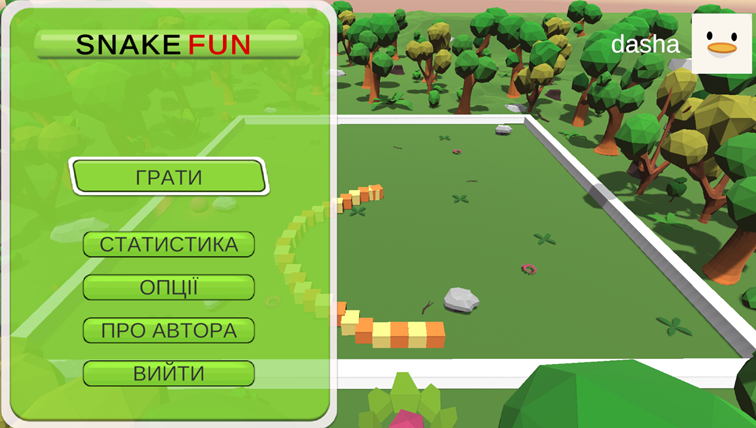 SNAKE FUN
dasha
ГРАТИ
СТАТИСТИКА
ОПЦІЇ
ПРО АВТОРА
ВИЙТИ